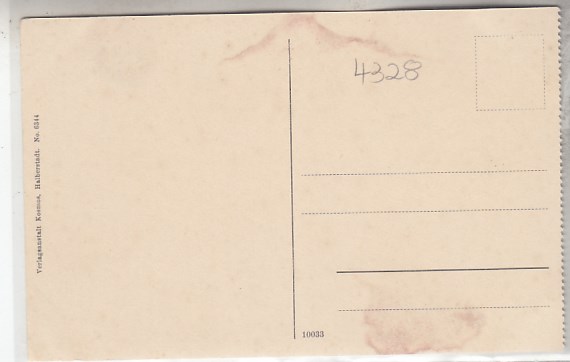 Verlagsanstalt Kosmos, Halberstadt. No. 6344
4328
10033